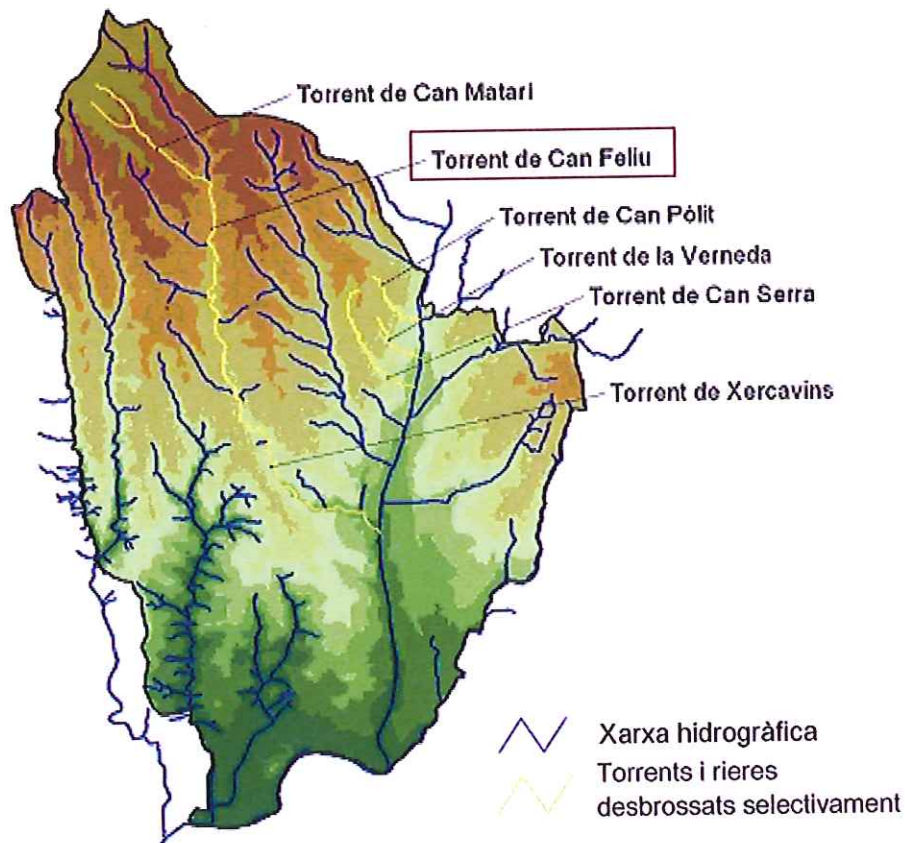 Torrent de Can Matarí
Torrent de Can Feliu
Torrent de Can Pòlit
Torrent de la Verneda
Torrent de Can Serra
Torrent de Xercavins
Xarxa hidrogràfica
Torrents i rieres
desbrossats selectivament